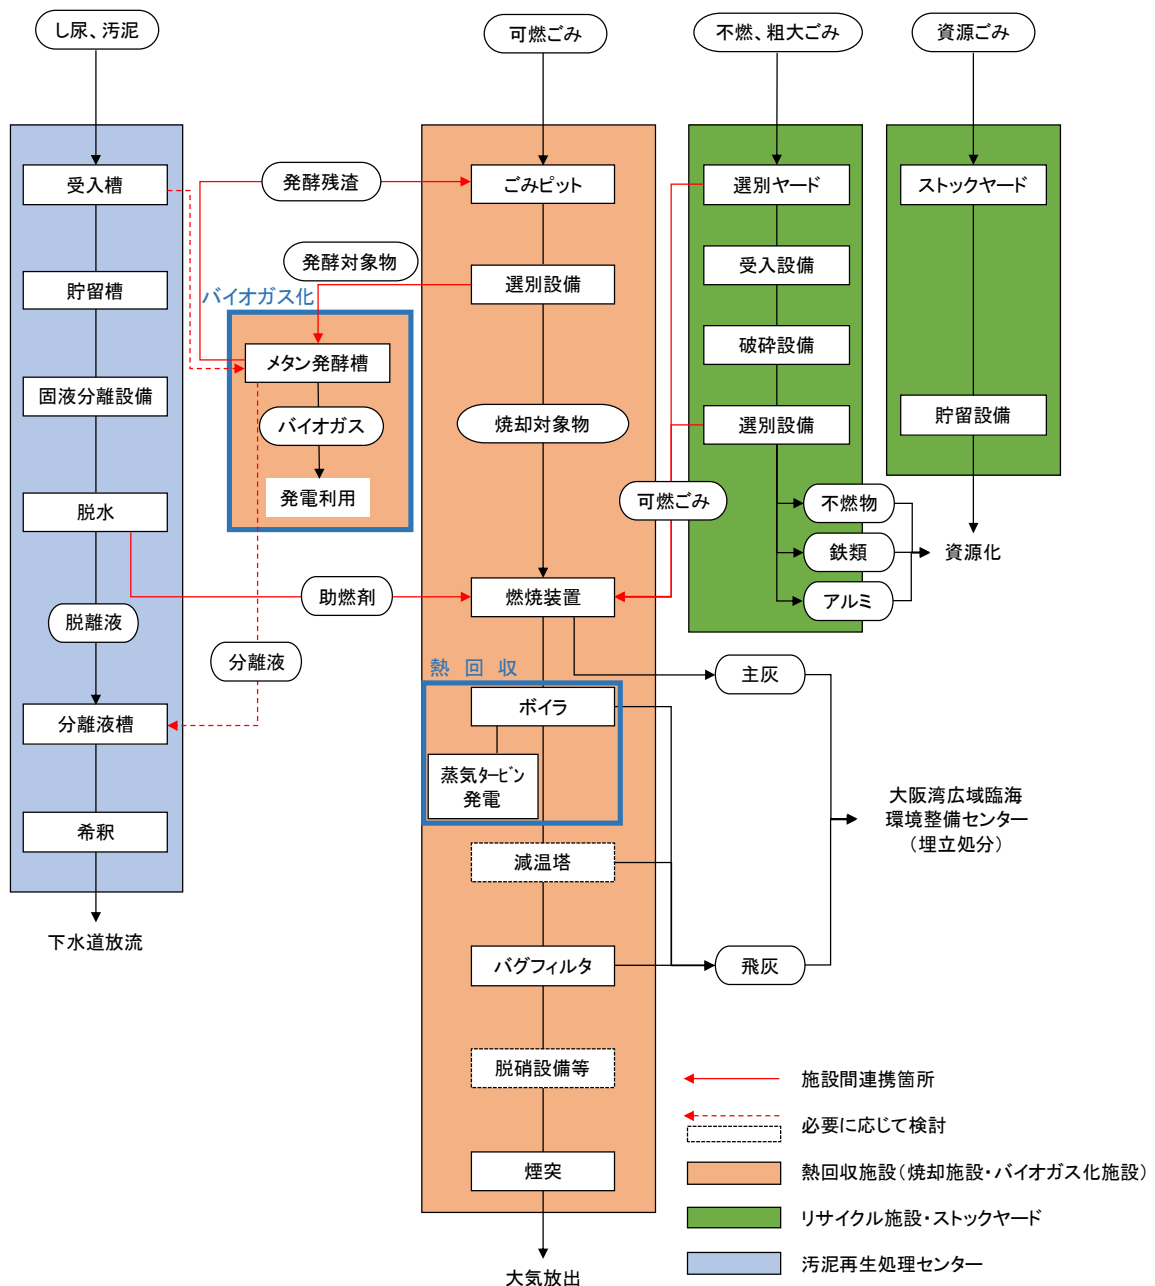 し尿、汚泥
可燃ごみ
不燃、粗大ごみ
資源ごみ
受入槽
発酵残渣
ごみピット
選別ヤード
ストックヤード
発酵対象物
受入設備
貯留槽
選別設備
バイオガス化
破砕設備
メタン発酵槽
固液分離設備
バイオガス
焼却対象物
選別設備
貯留設備
発電利用
可燃ごみ
不燃物
脱水
鉄類
資源化
助燃剤
燃焼装置
アルミ
脱離液
分離液
熱 回 収
主灰
分離液槽
ボイラ
蒸気タービン
発電
大阪湾広域臨海
環境整備センター
（埋立処分）
希釈
減温塔
下水道放流
バグフィルタ
飛灰
脱硝設備等
施設間連携箇所
必要に応じて検討
煙突
熱回収施設（焼却施設・バイオガス化施設）
リサイクル施設・ストックヤード
汚泥再生処理センター
大気放出